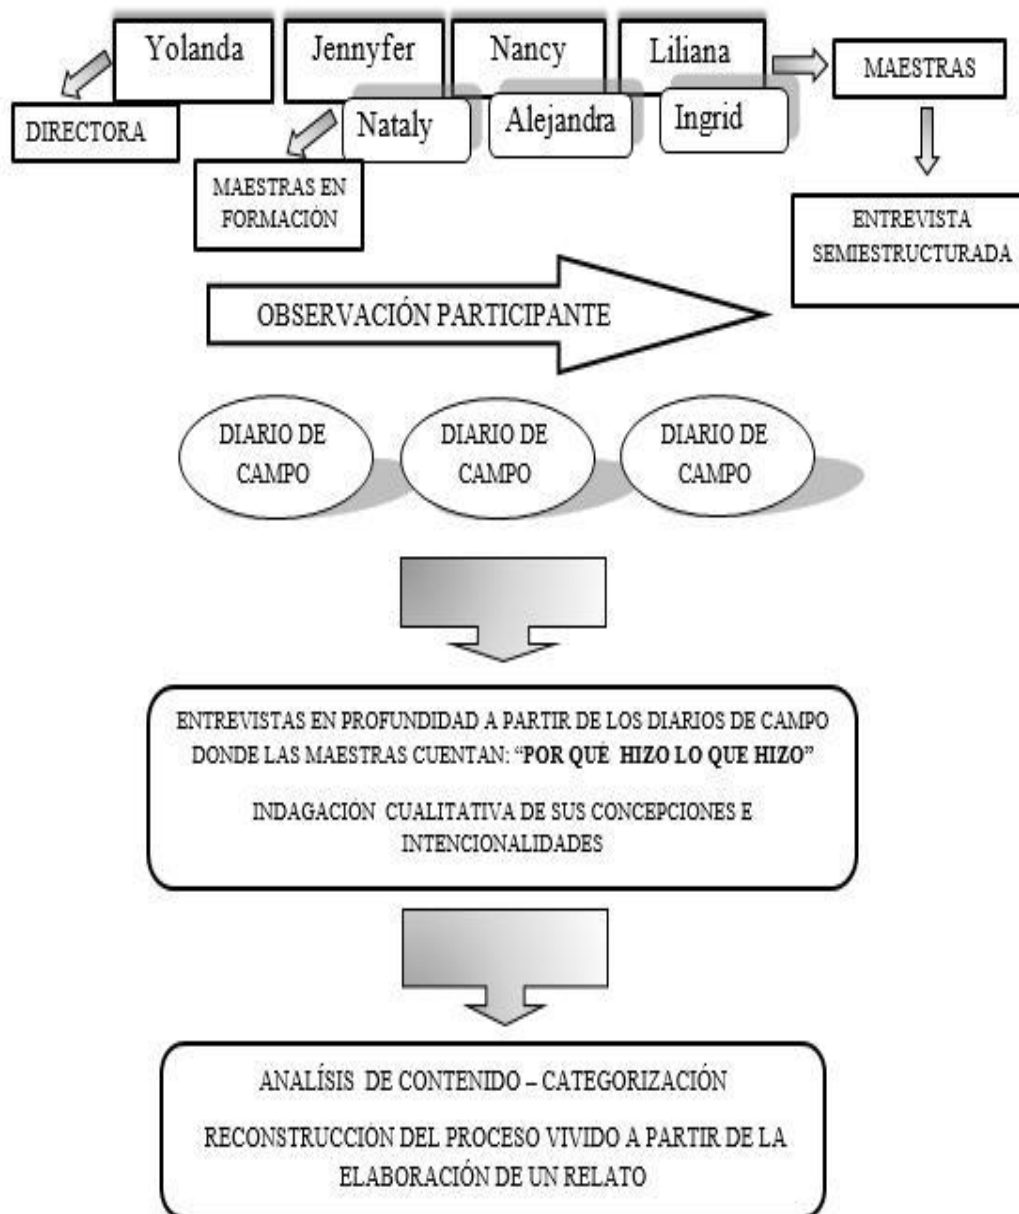 Yolanda
Jennyfer
Nancy
Liliana
MAESTRAS
DIRECTORA
Nataly
Alejandra
Ingrid
MAESTRAS EN
FORMACIÓN
ENTREVISTA
SEMIESTRUCTURADA
OBSERVACIÓN PARTICIPANTE
DIARIO DE
CAMPO
DIARIO DE
CAMPO
DIARIO DE
CAMPO
ENTREVISTAS EN PROFUNDIDAD A PARTIR DE LOS DIARIOS DE CAMPO
DONDE LAS MAESTRAS CUENTAN: “POR QUÉ HIZO LO QUE HIZO”
INDAGACIÓN CUALITATIVA DE SUS CONCEPCIONES E
INTENCIONALIDADES
ANALÍSIS DE CONTENIDO – CATEGORIZACIÓN
RECONSTRUCCIÓN DEL PROCESO VIVIDO A PARTIR DE LA
ELABORACIÓN DE UN RELATO